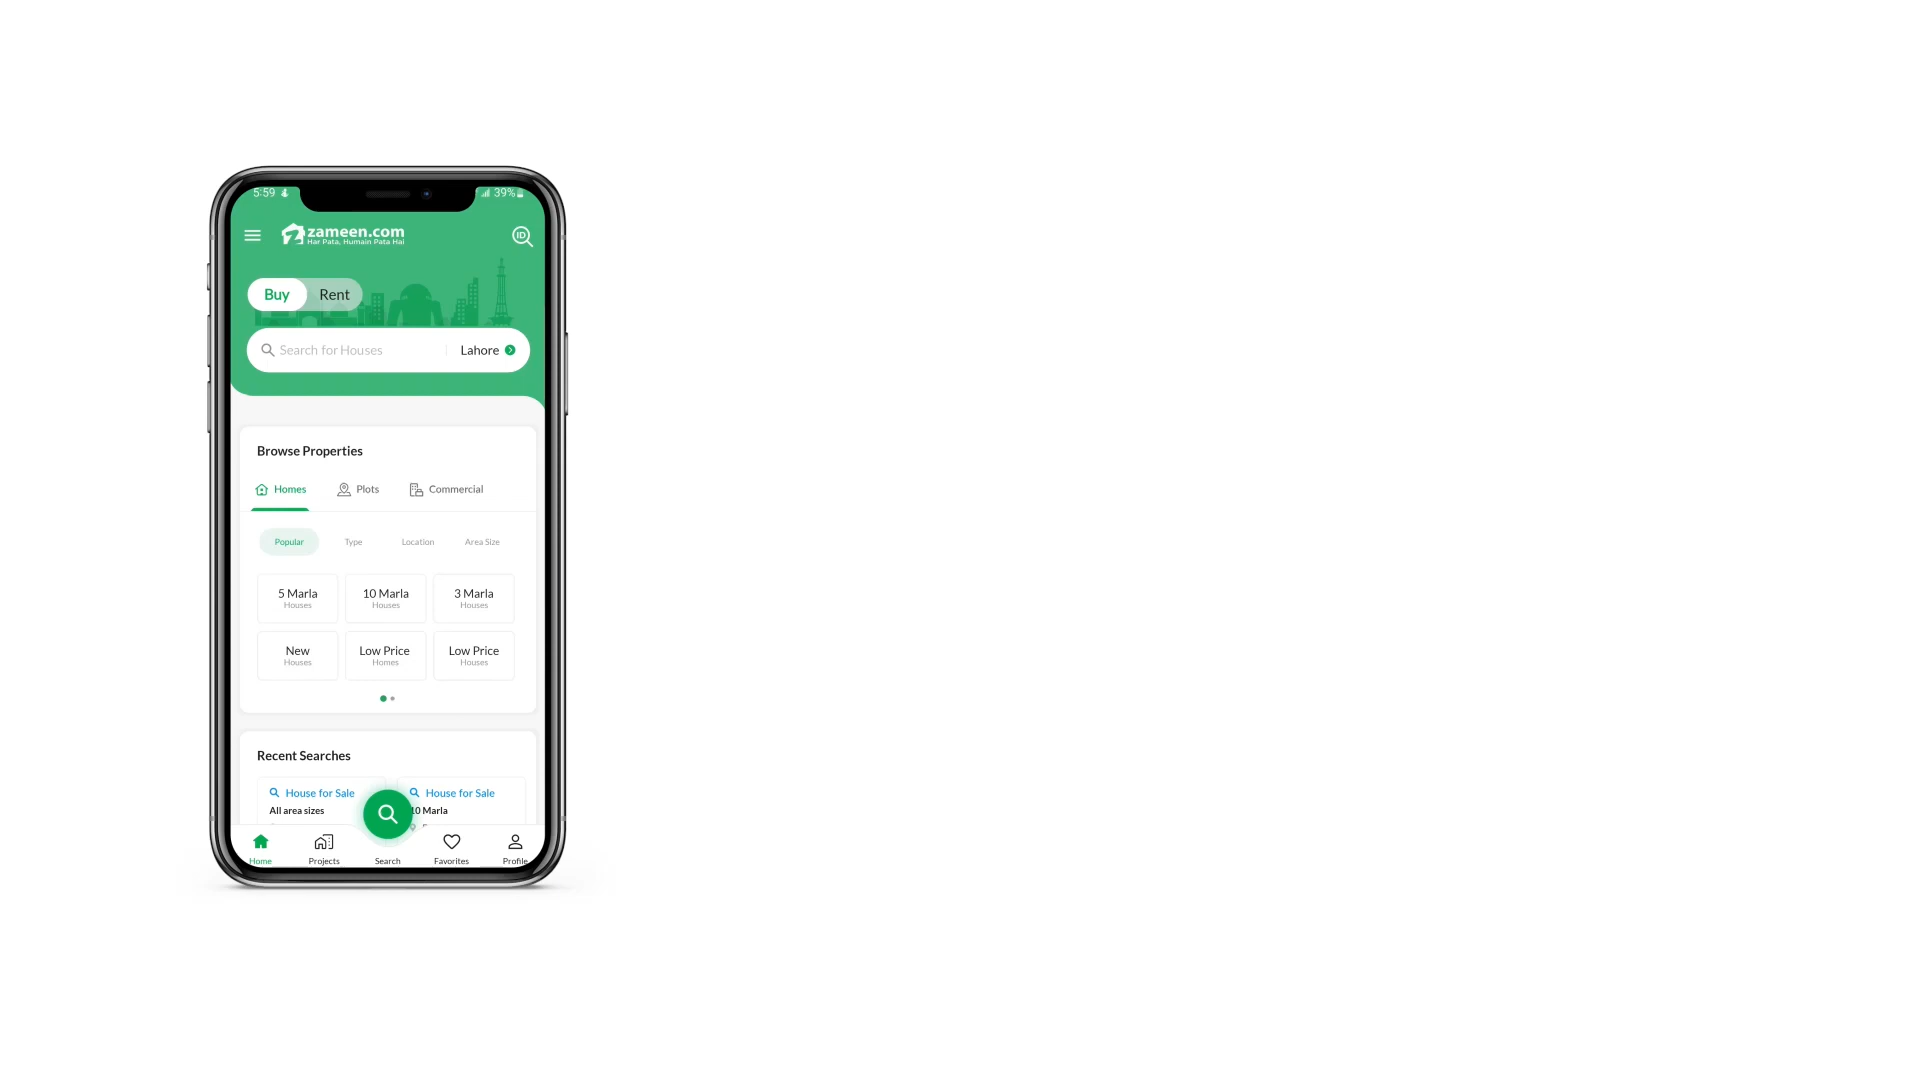 5:59
39%
zameen.com
Har Pata, Humain Pata Hai
ID
Buy Rent
Search for Houses Lahore
Browse Properties
Homes Plots Commercial
Popular Type Location Area Size
5 Marla 10 Marla 3 Marla
Houses Houses Houses
New Low Price Low Price
Houses Homes Houses
Recent Searches
House for Sale House for Sale
All area sizes 10 Marla
Home Projects Search Favorites Profile